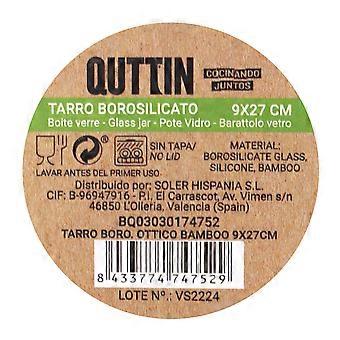 QUTTIN
COCINANDO
JUNTOS
TARRO BOROSILICATO 9X27 CM
Boite verre - Glass jar - Pote Vidro - Barattolo vetro
SIN TAPA/
NO LID
MATERIAL:
BOROSILICATE GLASS,
SILICONE, BAMBOO
LAVAR ANTES DEL PRIMER USO
Distribuido por: SOLER HISPANIA S.L.
CIF: B-96947916 - P.I. El Carrascot, Av. Vimen s/n
46850 L'Olleria, Valencia (Spain)
BQ03030174752
TARRO BORO. OTTICO BAMBOO 9X27CM
8 433774 747529
LOTE Nº.: VS2224